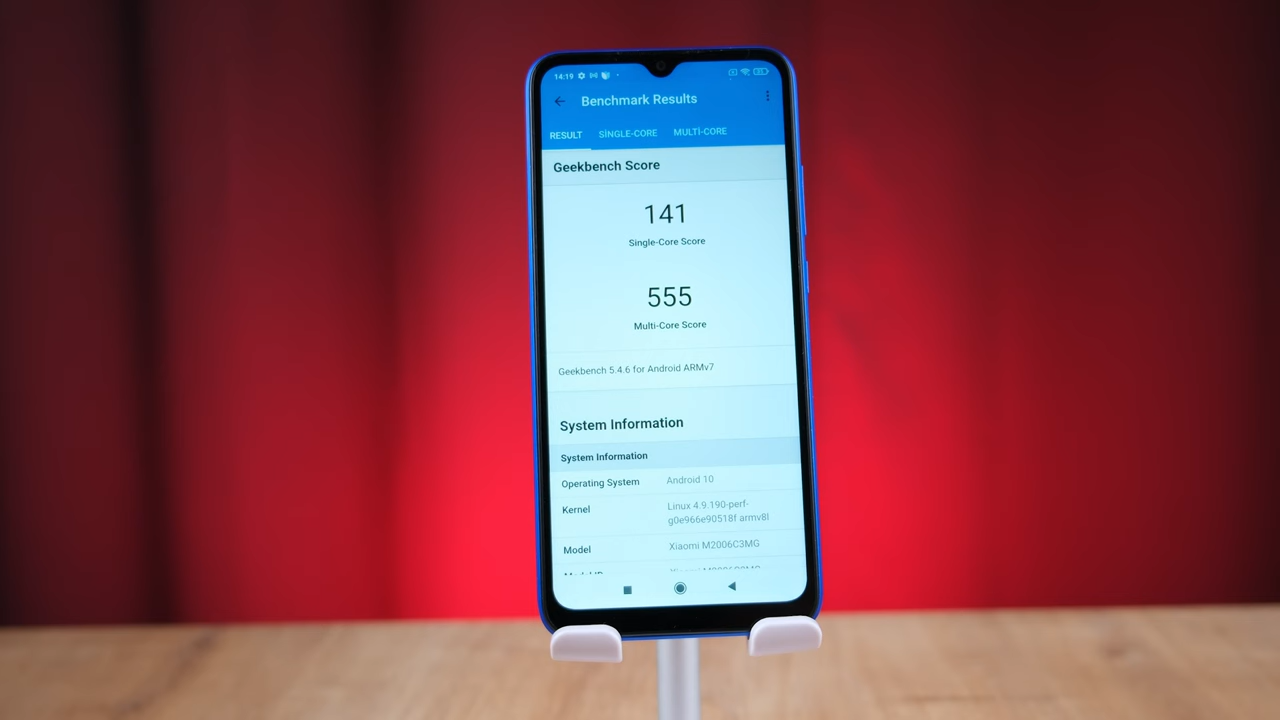 14:19
Benchmark Results
RESULT SİNGLE-CORE MULTİ-CORE
Geekbench Score
141
Single-Core Score
555
Multi-Core Score
Geekbench 5.4.6 for Android ARMv7
System Information
System Information
Operating System Android 10
Kernel Linux 4.9.190-perf-
g0e966e90518f armv8l
Model Xiaomi M2006C3MG